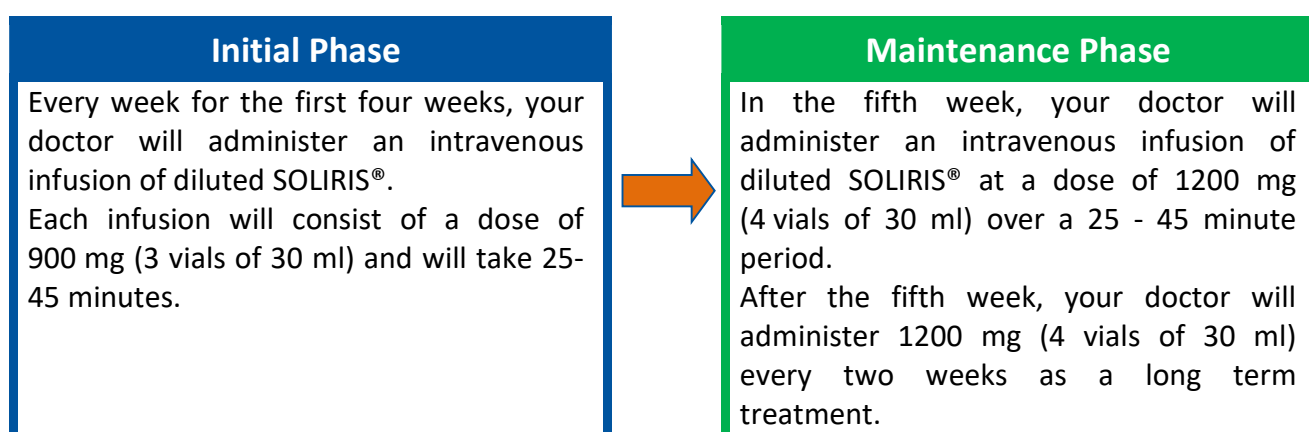 Initial Phase
Every week for the first four weeks, your
doctor will administer an intravenous
infusion of diluted SOLIRIS®.
Each infusion will consist of a dose of
900 mg (3 vials of 30 ml) and will take 25-
45 minutes.
Maintenance Phase
In the fifth week, your doctor will
administer an intravenous infusion of
diluted SOLIRIS® at a dose of 1200 mg
(4 vials of 30 ml) over a 25 - 45 minute
period.
After the fifth week, your doctor will
administer 1200 mg (4 vials of 30 ml)
every two weeks as a long term
treatment.